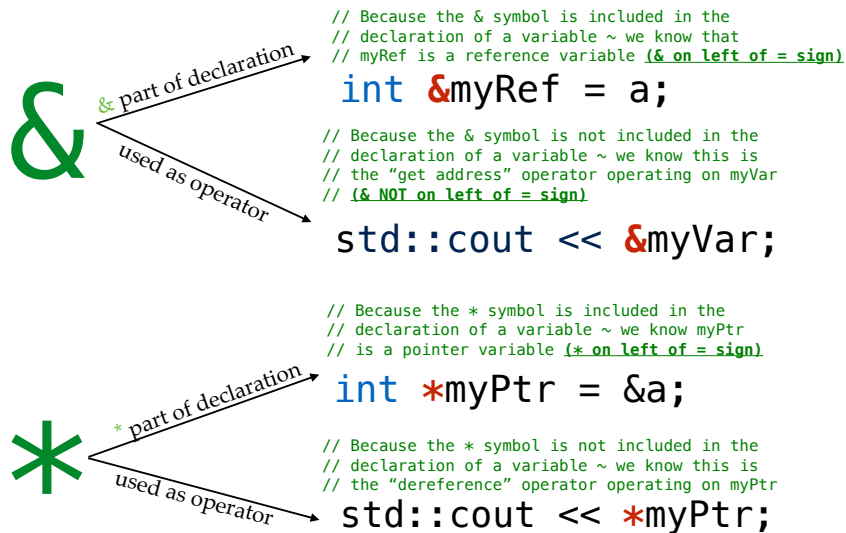 // Because the & symbol is included in the
// declaration of a variable ~ we know that
// myRef is a reference variable (& on left of = sign)
& part of declaration
int &myRef = a;
&
used as operator
// Because the & symbol is not included in the
// declaration of a variable ~ we know this is
// the “get address” operator operating on myVar
// (& NOT on left of = sign)
std::cout << &myVar;
// Because the * symbol is included in the
// declaration of a variable ~ we know myPtr
// is a pointer variable (* on left of = sign)
* part of declaration
int *myPtr = &a;
*
used as operator
// Because the * symbol is not included in the
// declaration of a variable ~ we know this is
// the “dereference” operator operating on myPtr
std::cout << *myPtr;